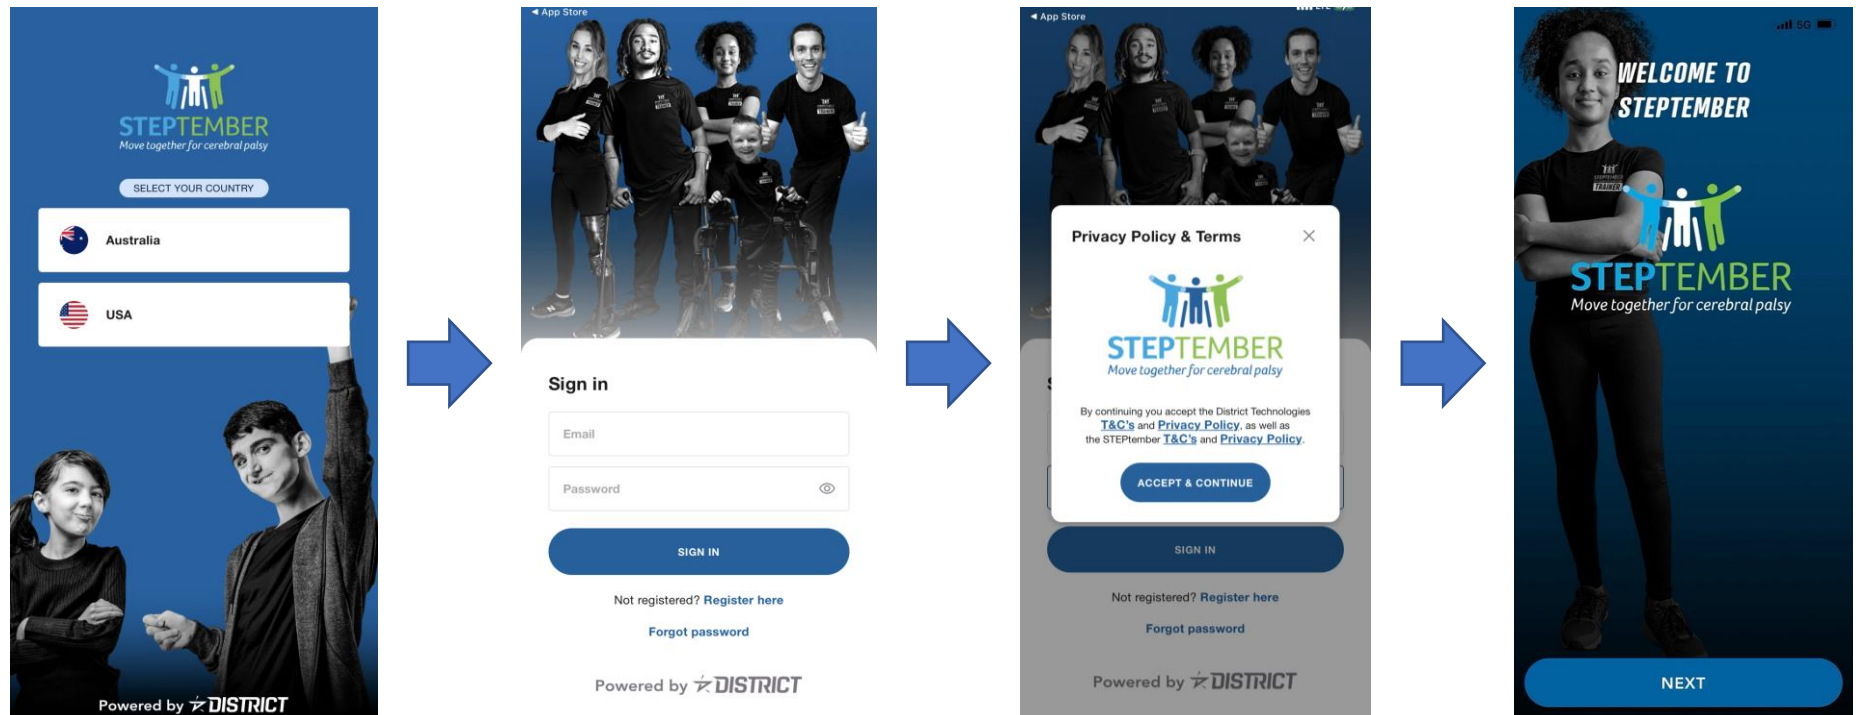 STEPTEMBER
Move together for cerebral palsy
SELECT YOUR COUNTRY
Australia
USA
Powered by DISTRICT
◀ App Store
Sign in
Email
Password
SIGN IN
Not registered? Register here
Forgot password
Powered by DISTRICT
◀ App Store
Privacy Policy & Terms
STEPTEMBER
Move together for cerebral palsy
By continuing you accept the District Technologies
T&C's and Privacy Policy, as well as
the STEPtember T&C's and Privacy Policy.
ACCEPT & CONTINUE
SIGN IN
Not registered? Register here
Forgot password
Powered by DISTRICT
5G
WELCOME TO
STEPTEMBER
TRAINER
STEPTEMBER
Move together for cerebral palsy
NEXT